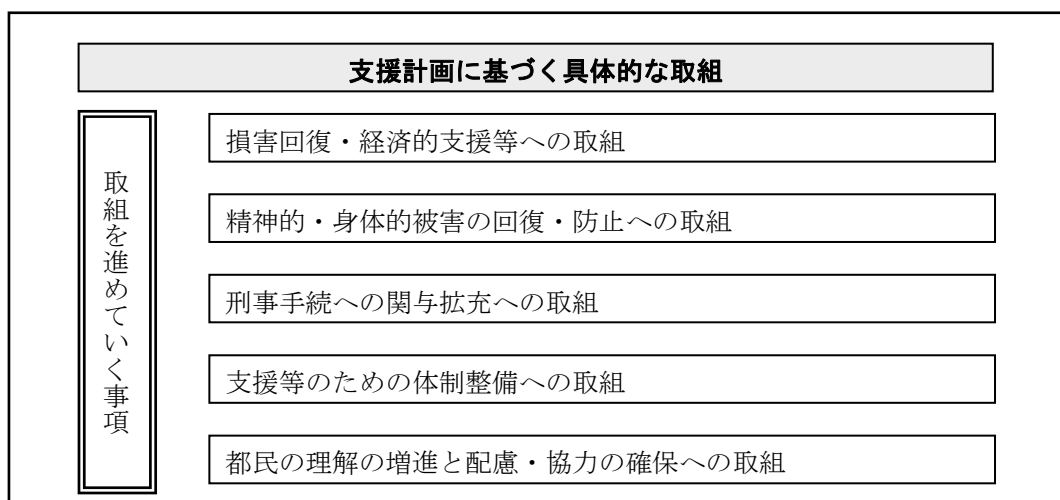 支援計画に基づく具体的な取組
取組を進めていく事項
損害回復・経済的支援等への取組
精神的・身体的被害の回復・防止への取組
刑事手続への関与拡充への取組
支援等のための体制整備への取組
都民の理解の増進と配慮・協力の確保への取組